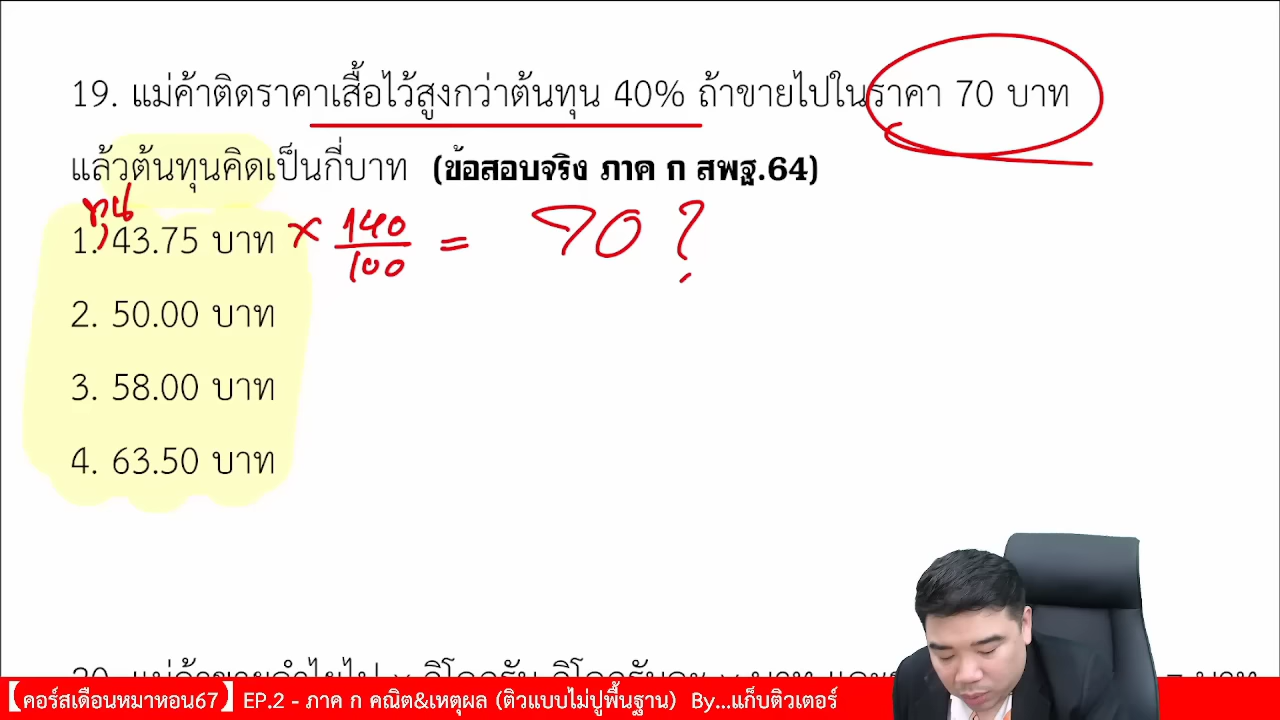 19. แม่ค้าติดราคาเสื้อไว้สูงกว่าต้นทุน 40% ถ้าขายไปในราคา 70 บาท
แล้วต้นทุนคิดเป็นกี่บาท (ข้อสอบจริง ภาค ก สพฐ.64)
ทุน
1. 43.75 บาท × 140/100 = 70 ?
2. 50.00 บาท
3. 58.00 บาท
4. 63.50 บาท
【คอร์สเดือนหมาหอน67】 EP.2 - ภาค ก คณิต&เหตุผล (ติวแบบไม่ปูพื้นฐาน) By...แก็บติวเตอร์